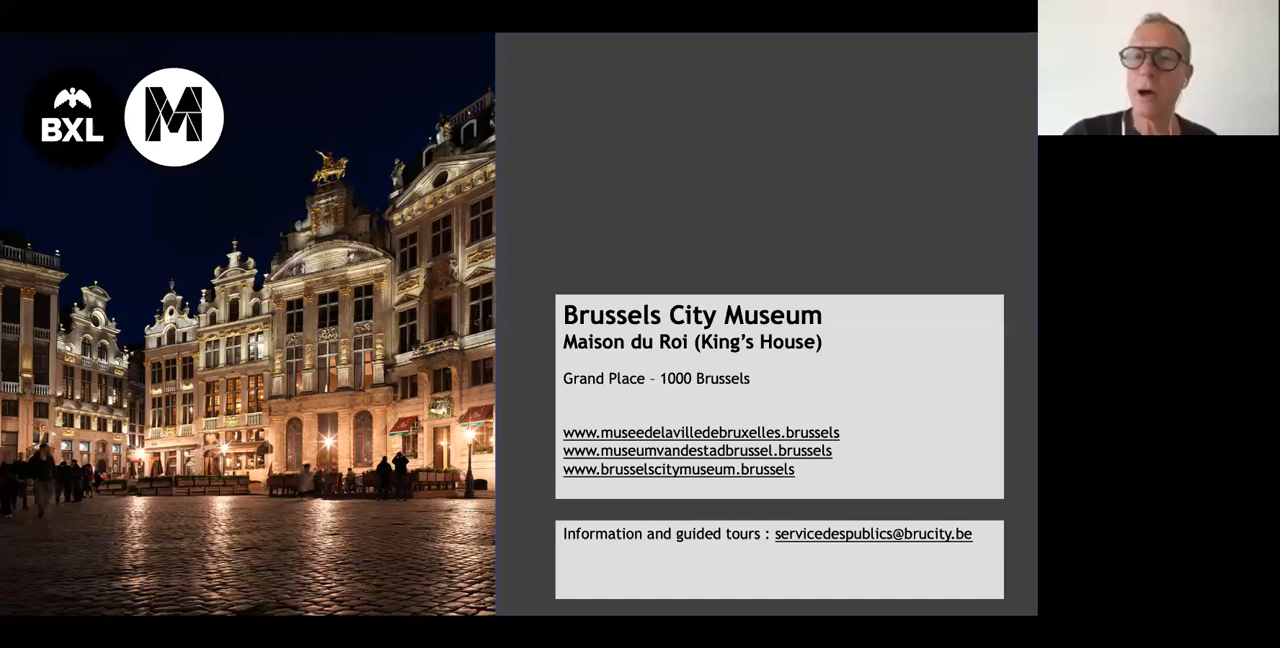 BXL
M
Brussels City Museum
Maison du Roi (King’s House)
Grand Place - 1000 Brussels
www.museedelavilledebruxelles.brussels
www.museumvandestadbrussel.brussels
www.brusselscitymuseum.brussels
Information and guided tours : servicedespublics@brucity.be